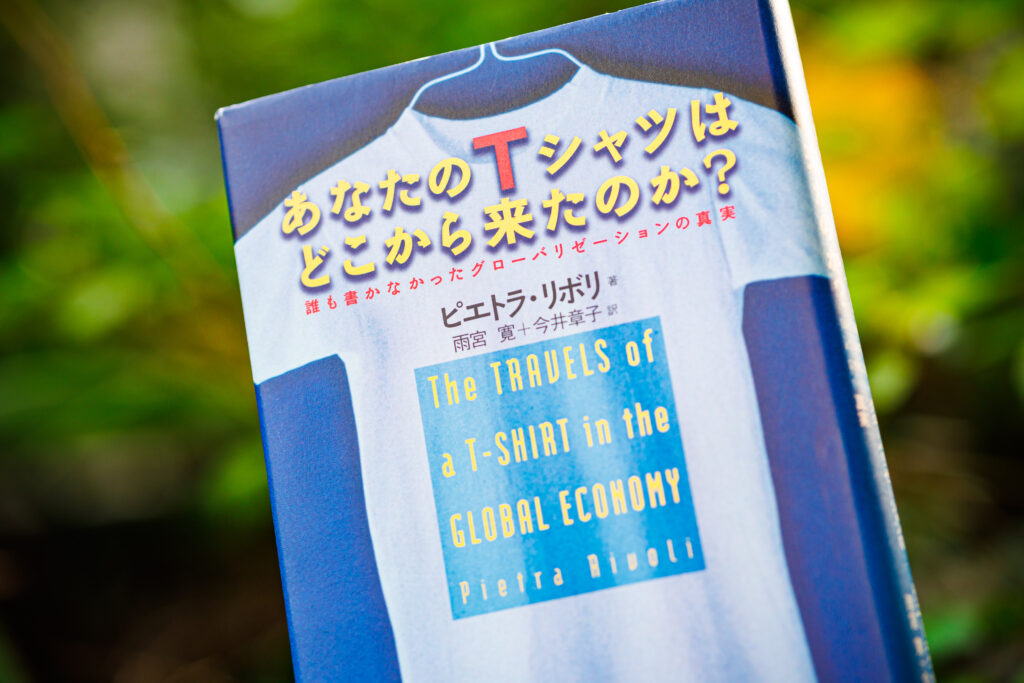 あなたのTシャツは
どこから来たのか?
誰も書かなかったグローバリゼーションの真実
ピエトラ・リボリ 著
雨宮 寛+今井章子 訳
The TRAVELS of
a T-SHIRT in the
GLOBAL ECONOMY
Pietra Rivoli